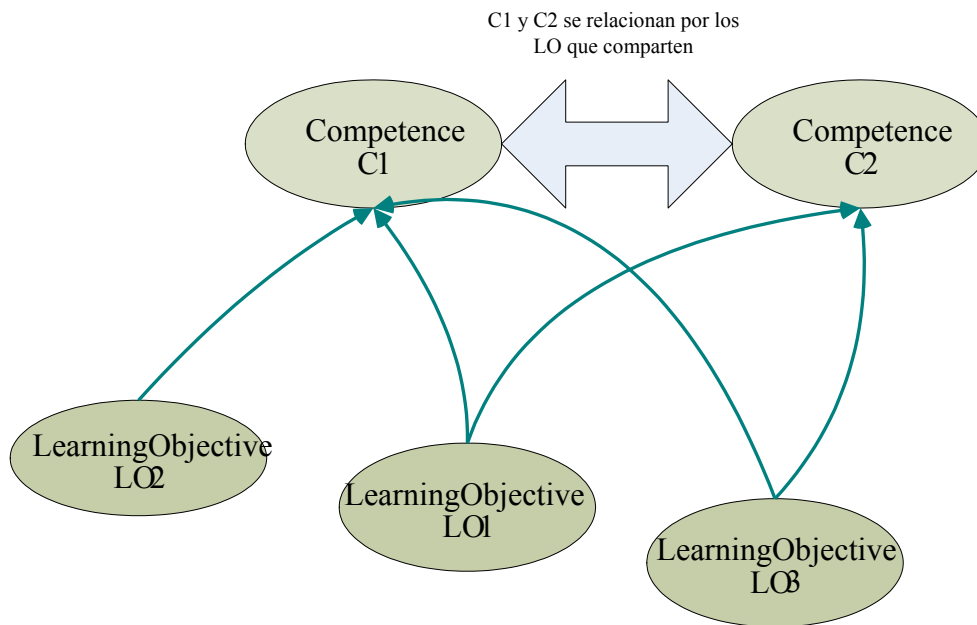 C1 y C2 se relacionan por los
LO que comparten
Competence
C1
Competence
C2
LearningObjective
LO2
LearningObjective
LO1
LearningObjective
LO3